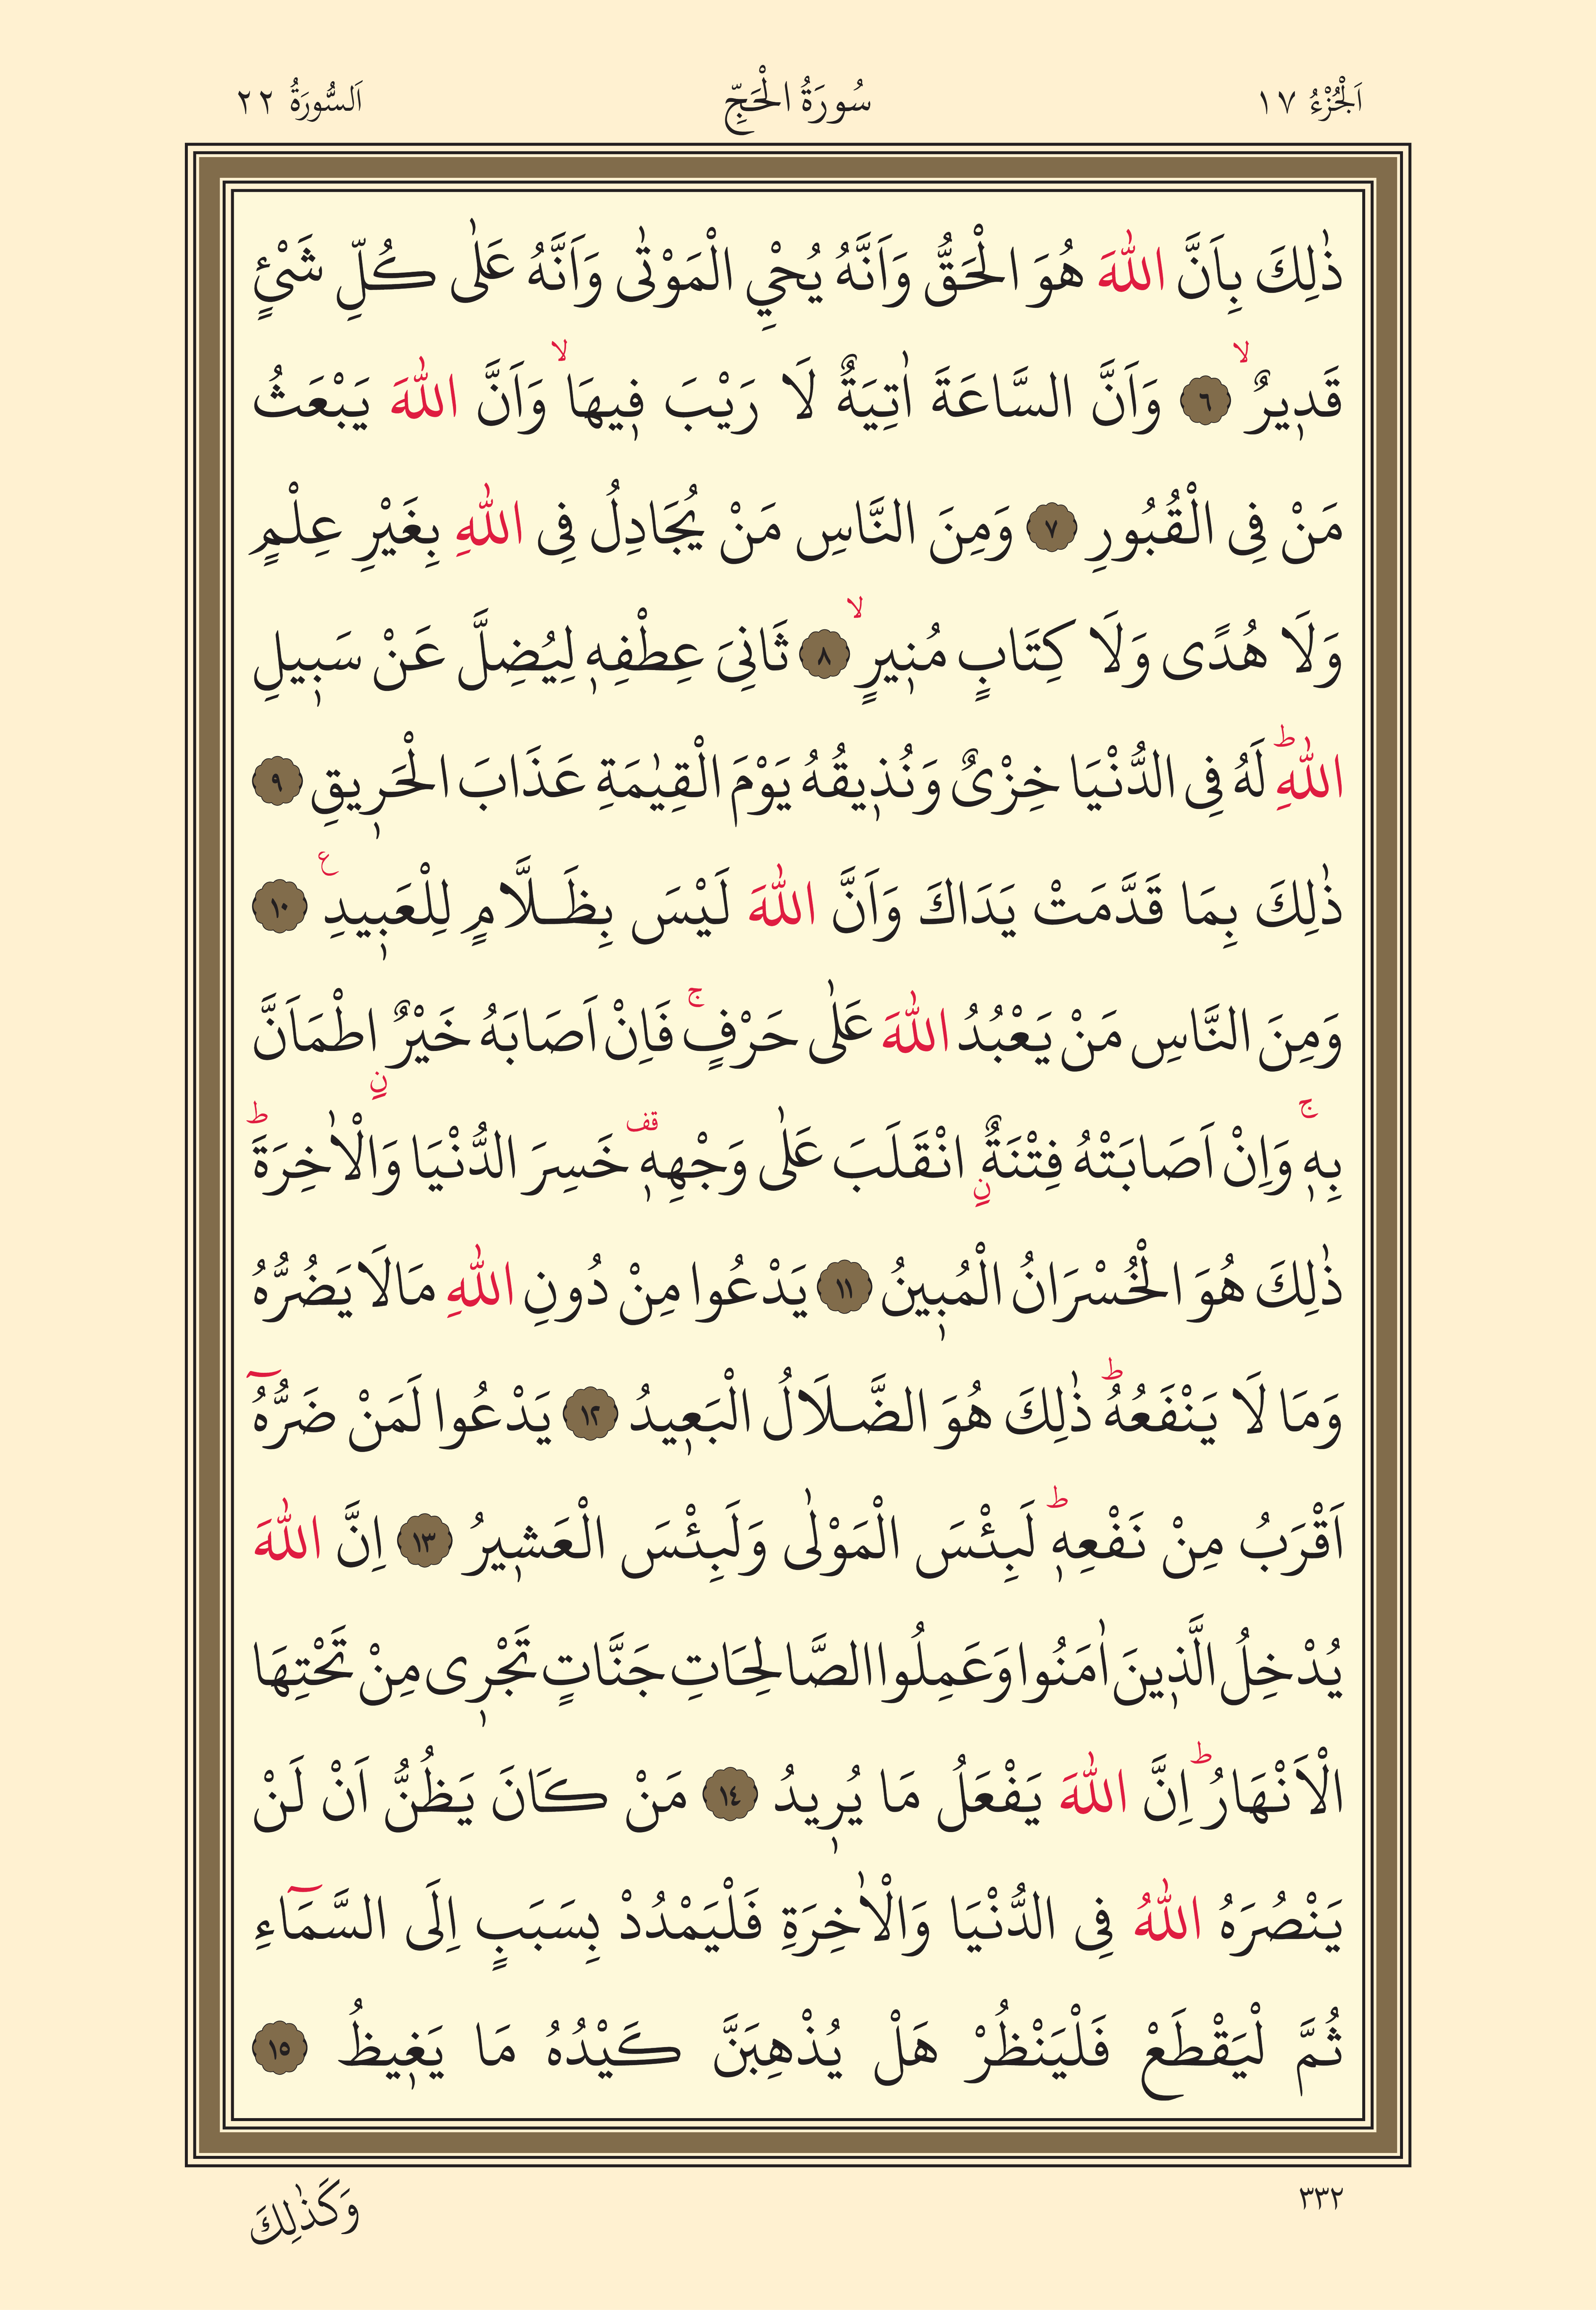 اَلْجُزْءُ ١٧
سُورَةُ الْحَجِّ
اَلسُّورَةُ ٢٢
ذٰلِكَ بِاَنَّ اللّٰهَ هُوَ الْحَقُّ وَاَنَّهُ يُحْيِ الْمَوْتٰى وَاَنَّهُ عَلٰى كُلِّ شَىْءٍ
قَد۪يرٌۙ ٦ وَاَنَّ السَّاعَةَ اٰتِيَةٌ لَا رَيْبَ ف۪يهَاۙ وَاَنَّ اللّٰهَ يَبْعَثُ
مَنْ فِى الْقُبُورِ ٧ وَمِنَ النَّاسِ مَنْ يُجَادِلُ فِى اللّٰهِ بِغَيْرِ عِلْمٍ
وَلَا هُدًى وَلَا كِتَابٍ مُن۪يرٍۙ ٨ ثَانِىَ عِطْفِه۪ لِيُضِلَّ عَنْ سَب۪يلِ
اللّٰهِۜ لَهُ فِى الدُّنْيَا خِزْىٌ وَنُذ۪يقُهُ يَوْمَ الْقِيٰمَةِ عَذَابَ الْحَر۪يقِ ٩
ذٰلِكَ بِمَا قَدَّمَتْ يَدَاكَ وَاَنَّ اللّٰهَ لَيْسَ بِظَـلَّامٍ لِلْعَب۪يدِ ع ١٠
وَمِنَ النَّاسِ مَنْ يَعْبُدُ اللّٰهَ عَلٰى حَرْفٍۚ فَاِنْ اَصَابَهُ خَيْرٌ ۨاطْمَاَنَّ
بِه۪ۚ وَاِنْ اَصَابَتْهُ فِتْنَةٌ ۨانْقَلَبَ عَلٰى وَجْهِه۪ قف خَسِرَ الدُّنْيَا وَالْاٰخِرَةَۜ
ذٰلِكَ هُوَ الْخُسْرَانُ الْمُب۪ينُ ١١ يَدْعُوا مِنْ دُونِ اللّٰهِ مَالَا يَضُرُّهُ
وَمَا لَا يَنْفَعُهُۜ ذٰلِكَ هُوَ الضَّـلَالُ الْبَع۪يدُ ١٢ يَدْعُوا لَمَنْ ضَرُّهُٓ
اَقْرَبُ مِنْ نَفْعِه۪ۜ لَبِئْسَ الْمَوْلٰى وَلَبِئْسَ الْعَش۪يرُ ١٣ اِنَّ اللّٰهَ
يُدْخِلُ الَّذ۪ينَ اٰمَنُوا وَعَمِلُوا الصَّالِحَاتِ جَنَّاتٍ تَجْر۪ى مِنْ تَحْتِهَا
الْاَنْهَارُۜ اِنَّ اللّٰهَ يَفْعَلُ مَا يُر۪يدُ ١٤ مَنْ كَانَ يَظُنُّ اَنْ لَنْ
يَنْصُرَهُ اللّٰهُ فِى الدُّنْيَا وَالْاٰخِرَةِ فَلْيَمْدُدْ بِسَبَبٍ اِلَى السَّمَٓاءِ
ثُمَّ لْيَقْطَعْ فَلْيَنْظُرْ هَلْ يُذْهِبَنَّ كَيْدُهُ مَا يَغ۪يظُ ١٥
٣٣٢
وَكَذٰلِكَ